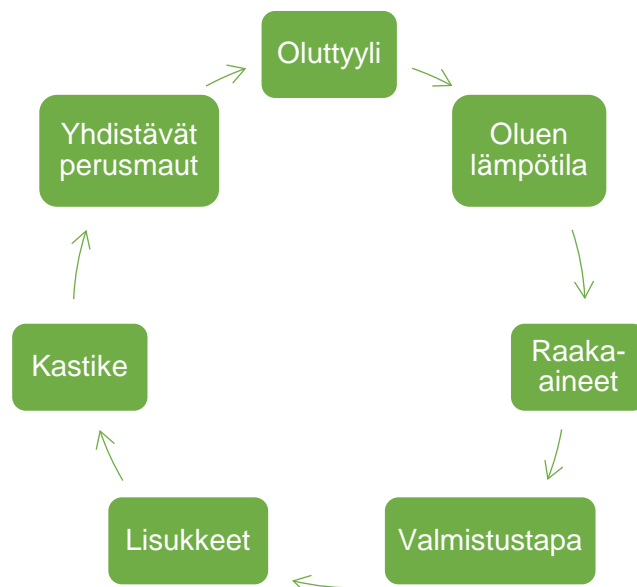 Oluttyyli
Oluen
lämpötila
Raaka-
aineet
Valmistustapa
Lisukkeet
Kastike
Yhdistävät
perusmaut